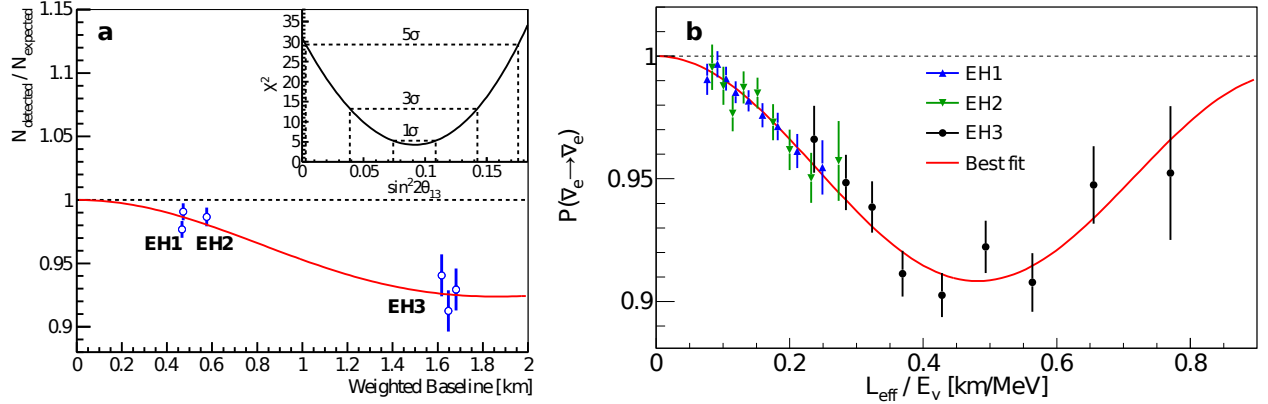 a
N_detected / N_expected
1.15
1.1
1.05
1
0.95
0.9
0 0.2 0.4 0.6 0.8 1 1.2 1.4 1.6 1.8 2
Weighted Baseline [km]
EH1 EH2
EH3
χ²
35
30
25
20
15
10
5
0
5σ
3σ
1σ
0 0.05 0.1 0.15
sin²2θ₁₃
b
P(ν̅_e→ν̅_e)
1
0.95
0.9
EH1
EH2
EH3
Best fit
0 0.2 0.4 0.6 0.8
L_eff / E_ν [km/MeV]